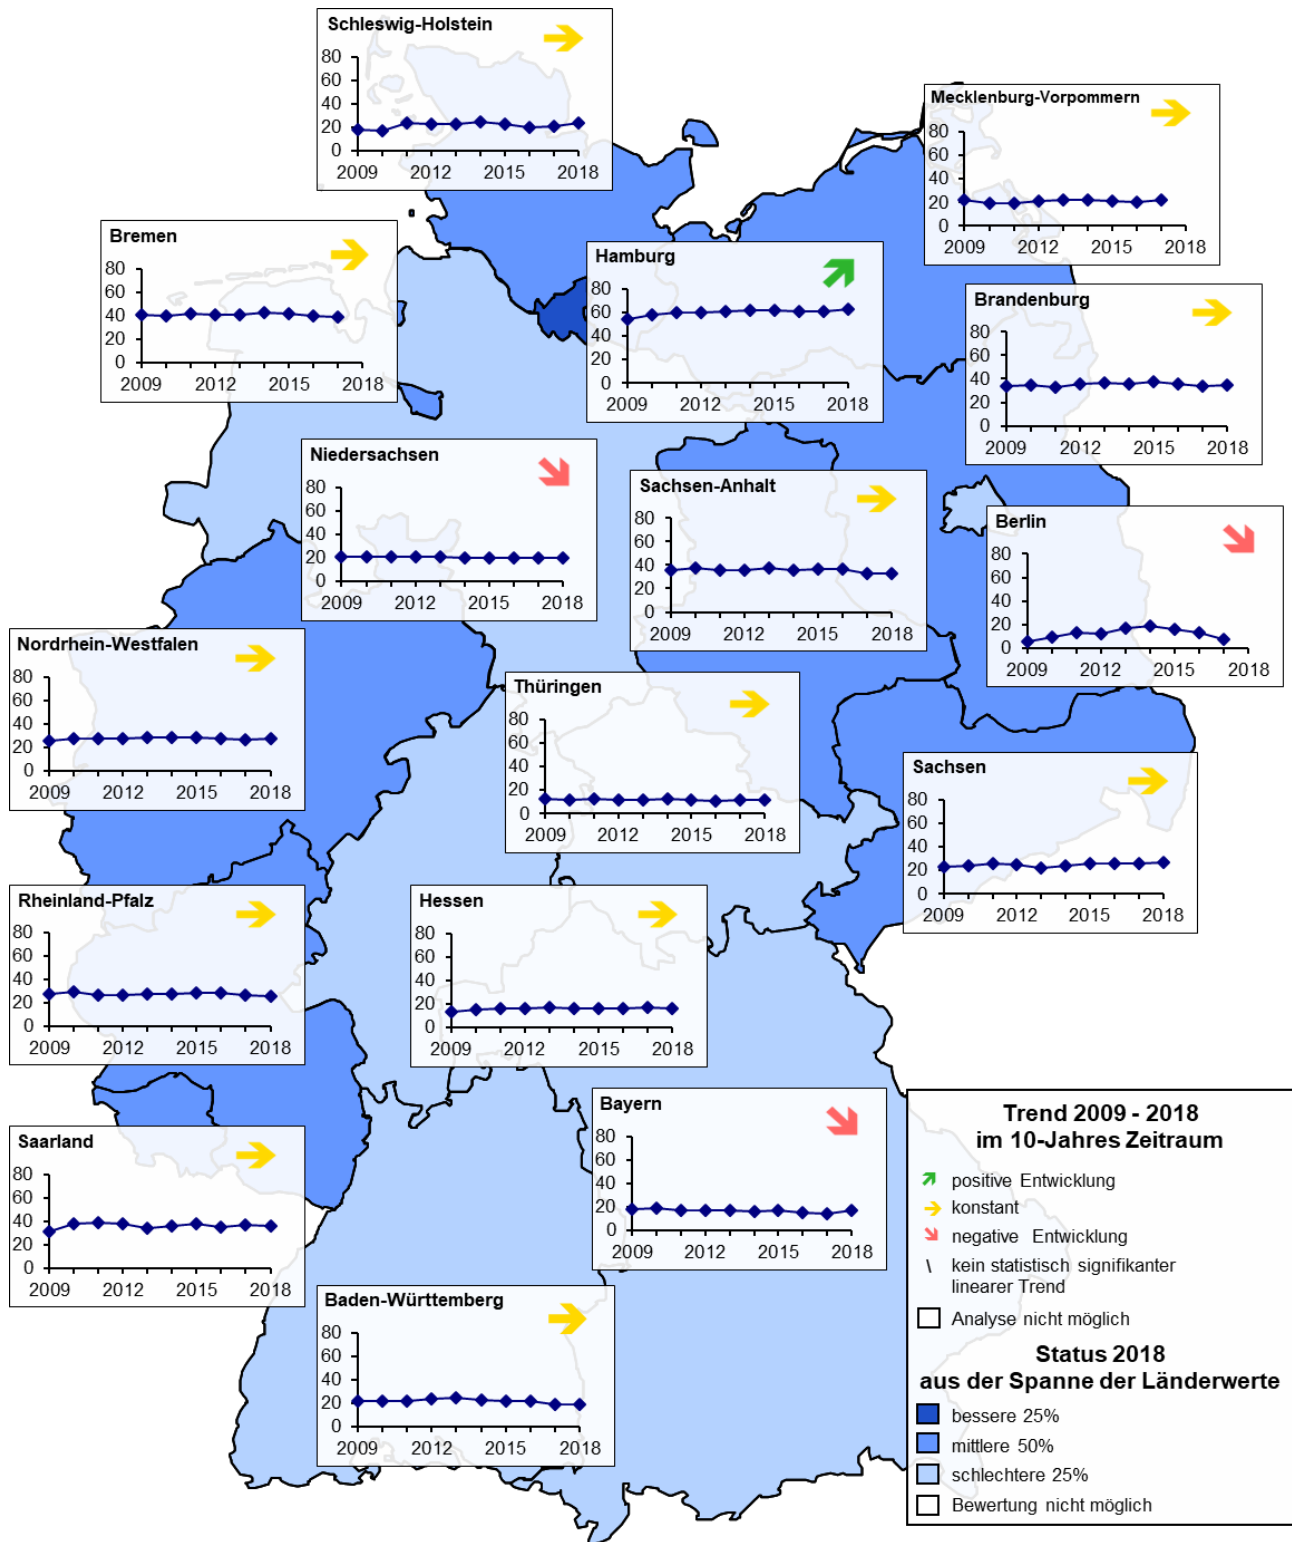 Schleswig-Holstein
80
60
40
20
0
2009 2012 2015 2018
Mecklenburg-Vorpommern
80
60
40
20
0
2009 2012 2015 2018
Bremen
80
60
40
20
0
2009 2012 2015 2018
Hamburg
80
60
40
20
0
2009 2012 2015 2018
Brandenburg
80
60
40
20
0
2009 2012 2015 2018
Niedersachsen
80
60
40
20
0
2009 2012 2015 2018
Sachsen-Anhalt
80
60
40
20
0
2009 2012 2015 2018
Berlin
80
60
40
20
0
2009 2012 2015 2018
Nordrhein-Westfalen
80
60
40
20
0
2009 2012 2015 2018
Thüringen
80
60
40
20
0
2009 2012 2015 2018
Sachsen
80
60
40
20
0
2009 2012 2015 2018
Rheinland-Pfalz
80
60
40
20
0
2009 2012 2015 2018
Hessen
80
60
40
20
0
2009 2012 2015 2018
Bayern
80
60
40
20
0
2009 2012 2015 2018
Saarland
80
60
40
20
0
2009 2012 2015 2018
Baden-Württemberg
80
60
40
20
0
2009 2012 2015 2018
Trend 2009 - 2018
im 10-Jahres Zeitraum
positive Entwicklung
konstant
negative Entwicklung
\ kein statistisch signifikanter
linearer Trend
Analyse nicht möglich
Status 2018
aus der Spanne der Länderwerte
bessere 25%
mittlere 50%
schlechtere 25%
Bewertung nicht möglich